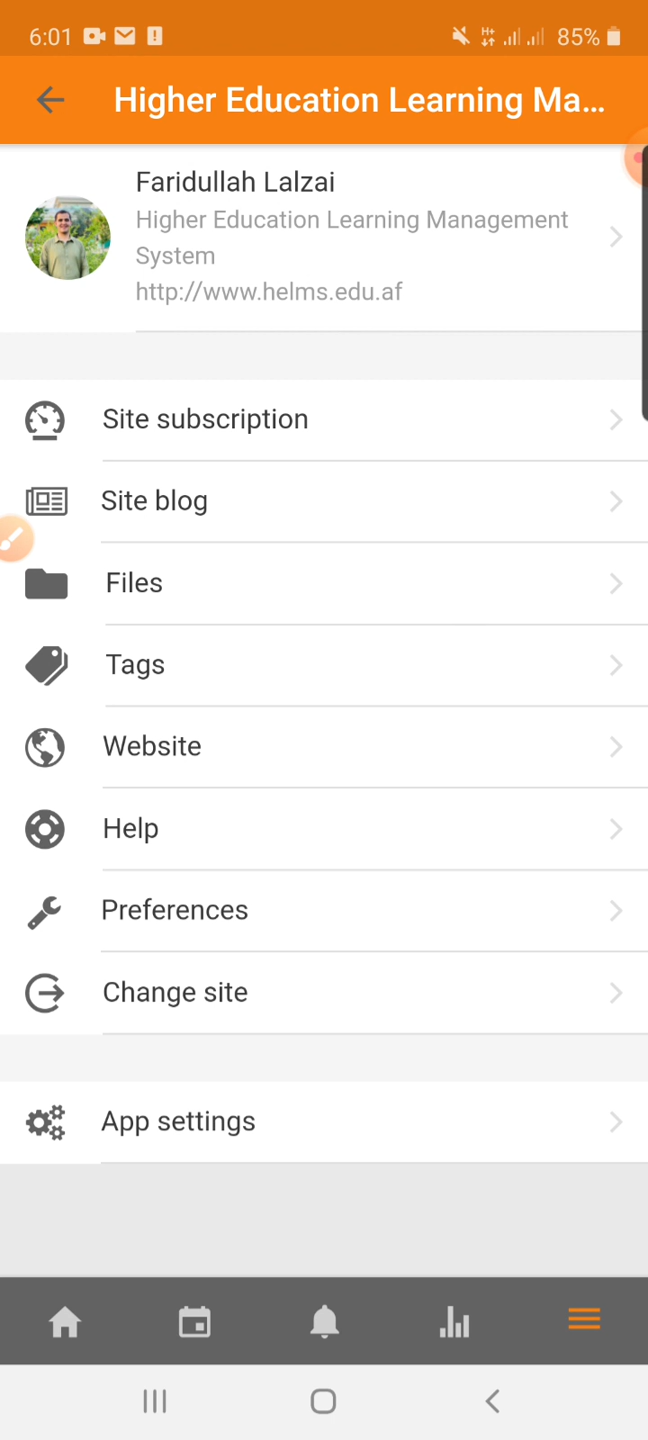 6:01
85%
Higher Education Learning Ma...
Faridullah Lalzai
Higher Education Learning Management
System
http://www.helms.edu.af
Site subscription
Site blog
Files
Tags
Website
Help
Preferences
Change site
App settings